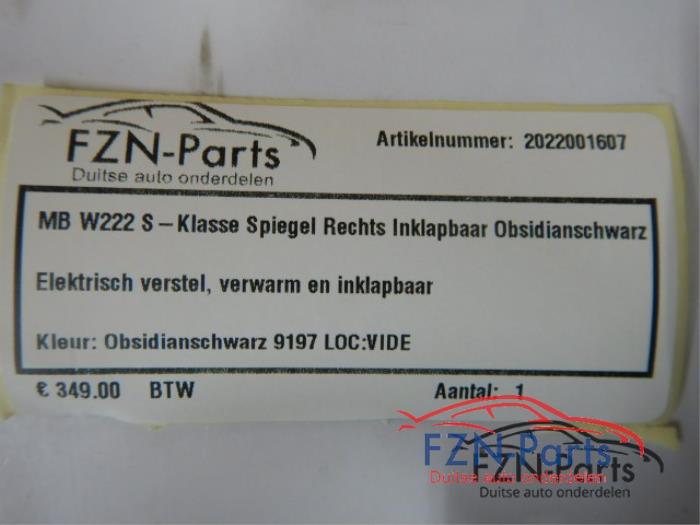 FZN-Parts
Duitse auto onderdelen
Artikelnummer: 2022001607
MB W222 S – Klasse Spiegel Rechts Inklapbaar Obsidianschwarz
Elektrisch verstel, verwarm en inklapbaar
Kleur: Obsidianschwarz 9197 LOC:VIDE
€ 349.00 BTW Aantal: 1
FZN-Parts
Duitse auto onderdelen
FZN-Parts
Duitse auto onderdelen